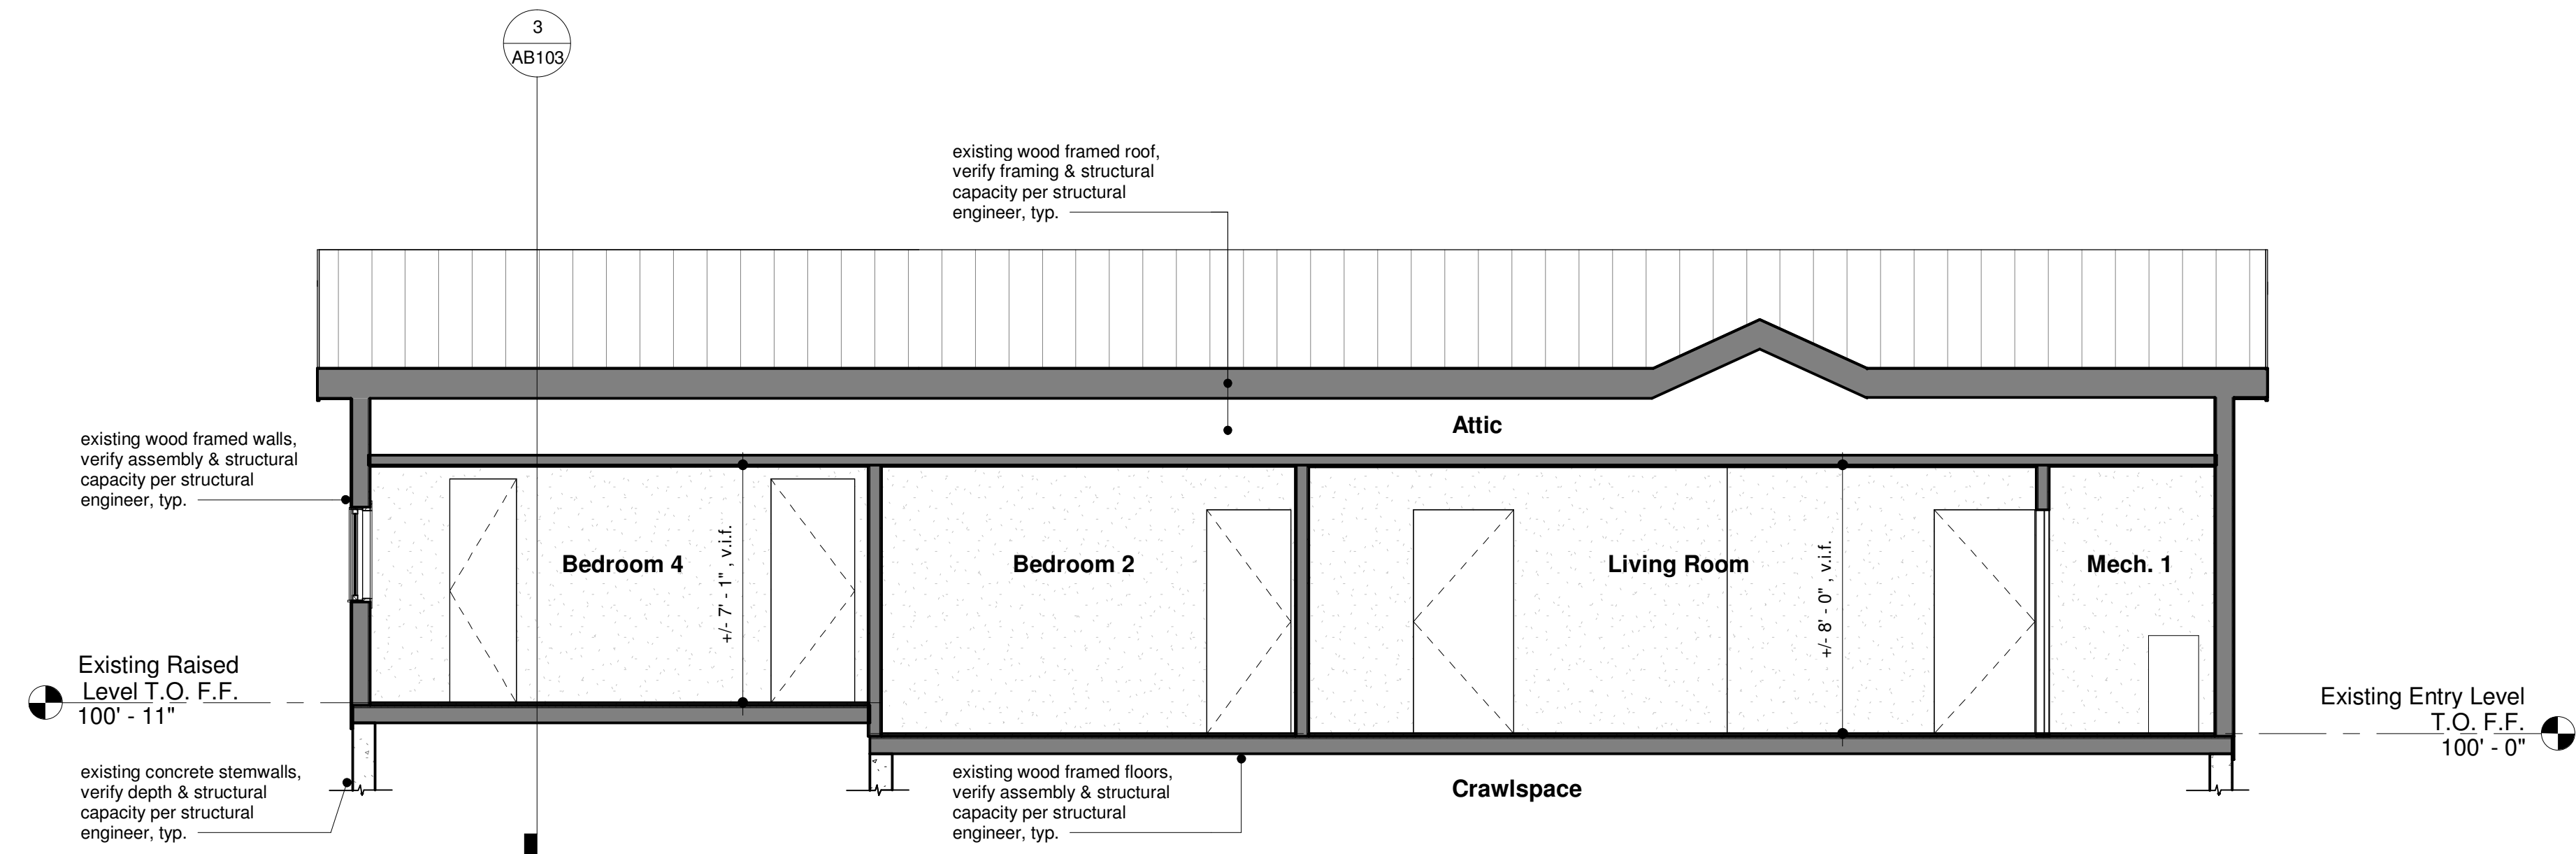 3
AB103
existing wood framed roof,
verify framing & structural
capacity per structural
engineer, typ.
Attic
existing wood framed walls,
verify assembly & structural
capacity per structural
engineer, typ.
Bedroom 4
+/- 7' - 1" , v.i.f.
Bedroom 2
Living Room
+/- 8' - 0" , v.i.f.
Mech. 1
Existing Raised
Level T.O. F.F.
100' - 11"
Existing Entry Level
T.O. F.F.
100' - 0"
existing concrete stemwalls,
verify depth & structural
capacity per structural
engineer, typ.
existing wood framed floors,
verify assembly & structural
capacity per structural
engineer, typ.
Crawlspace